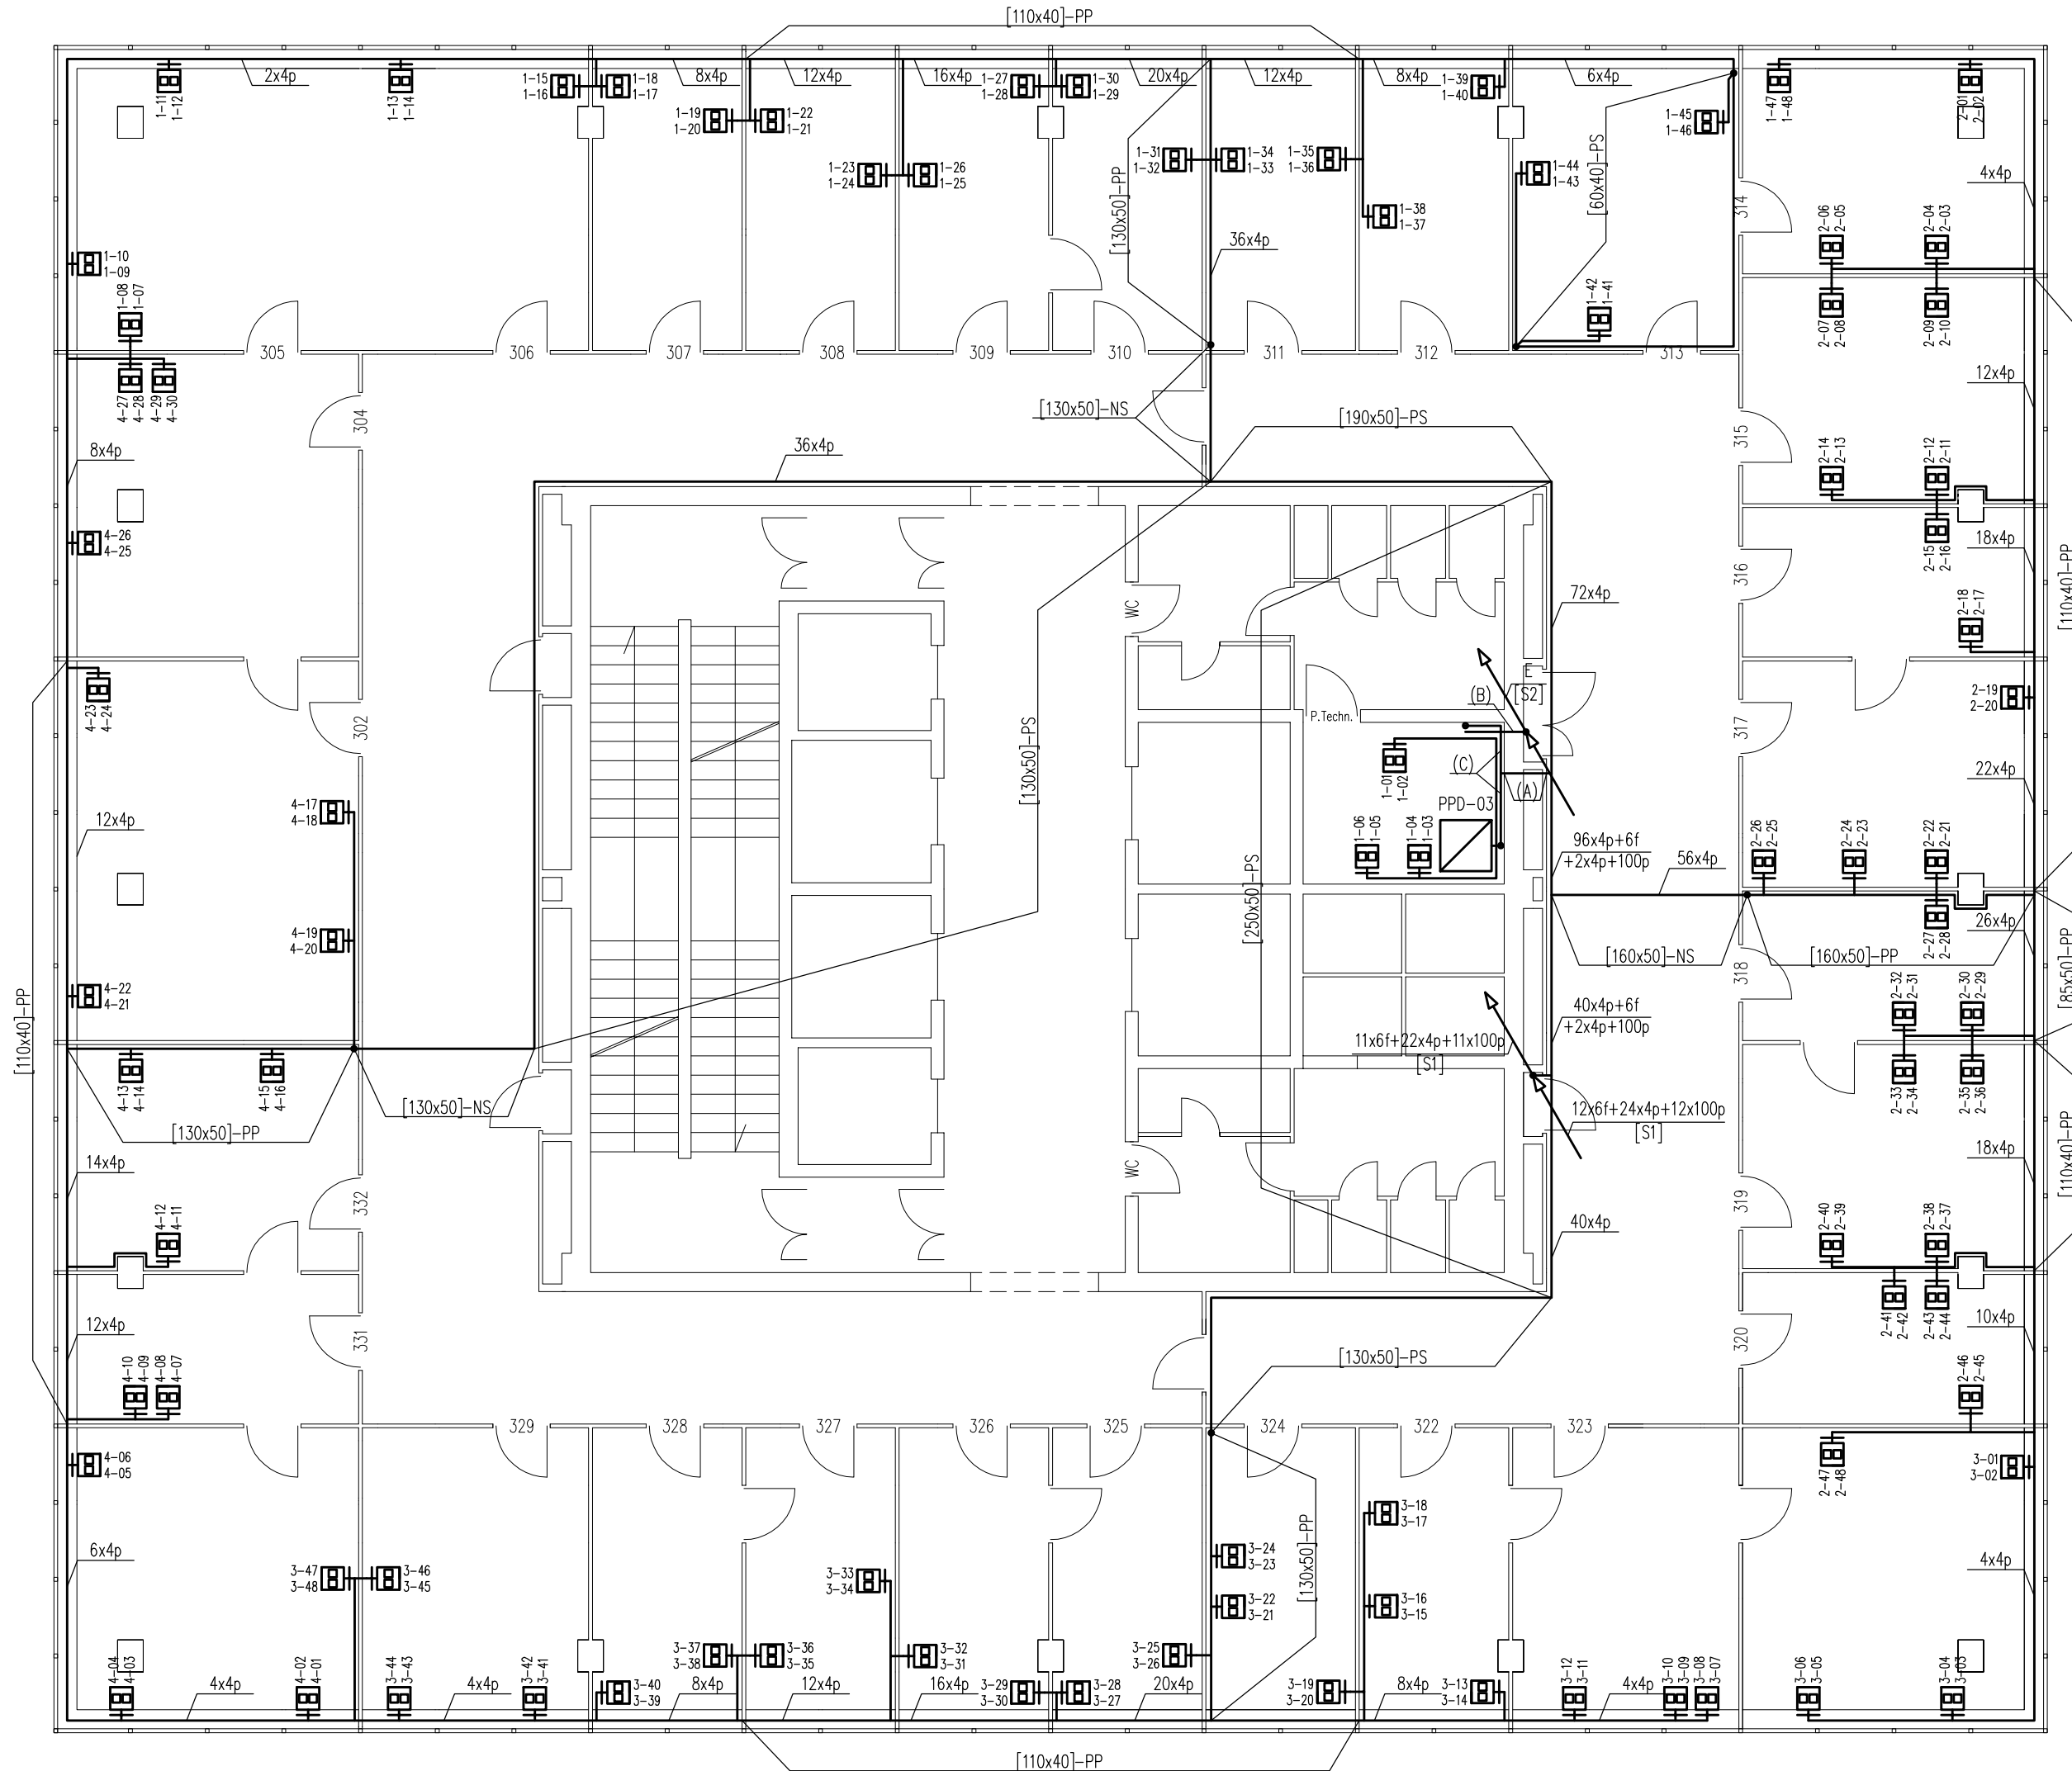 [110x40]-PP
2x4p
8x4p
12x4p
16x4p
20x4p
12x4p
8x4p
6x4p
1-11
1-12
1-13
1-14
1-15
1-16
1-18
1-17
1-19
1-20
1-22
1-21
1-23
1-24
1-26
1-25
1-27
1-28
1-30
1-29
1-31
1-32
1-34
1-33
1-35
1-36
1-38
1-37
1-39
1-40
1-44
1-43
1-45
1-46
1-47
1-48
2-01
2-02
[130x50]-PP
[60x40]-PS
36x4p
4x4p
314
2-06
2-05
2-04
2-03
2-07
2-08
2-09
2-10
1-42
1-41
1-10
1-09
1-08
1-07
305
306
307
308
309
310
311
312
313
4-27
4-28
4-29
4-30
304
[130x50]-NS
[190x50]-PS
36x4p
8x4p
12x4p
315
2-14
2-13
2-12
2-11
4-26
4-25
2-15
2-16
18x4p
316
[110x40]-PP
WC
72x4p
2-18
2-17
4-23
4-24
302
E
[S2]
(B)
P.Techn.
317
2-19
2-20
[130x50]-PS
(C)
(A)
1-01
1-02
PPD-03
22x4p
4-17
4-18
12x4p
1-06
1-05
1-04
1-03
96x4p+6f
+2x4p+100p
56x4p
2-26
2-25
2-24
2-23
2-22
2-21
[250x50]-PS
4-19
4-20
2-27
2-28
26x4p
[160x50]-NS
[160x50]-PP
318
[85x50]-PP
4-22
4-21
[110x40]-PP
2-32
2-31
2-30
2-29
40x4p+6f
+2x4p+100p
11x6f+22x4p+11x100p
[S1]
4-13
4-14
4-15
4-16
2-33
2-34
2-35
2-36
[130x50]-PP
[130x50]-NS
12x6f+24x4p+12x100p
[S1]
18x4p
[110x40]-PP
14x4p
WC
332
319
4-12
4-11
40x4p
2-40
2-39
2-38
2-37
2-41
2-42
2-43
2-44
10x4p
12x4p
331
320
[130x50]-PS
4-10
4-09
4-08
4-07
2-46
2-45
329
328
327
326
325
324
322
323
2-47
2-48
4-06
4-05
3-01
3-02
3-18
3-17
6x4p
3-24
3-23
[130x50]-PP
4x4p
3-47
3-48
3-46
3-45
3-33
3-34
3-22
3-21
3-16
3-15
3-37
3-38
3-36
3-35
3-32
3-31
3-25
3-26
4-04
4-03
4-02
4-01
3-44
3-43
3-42
3-41
3-40
3-39
3-29
3-30
3-28
3-27
3-19
3-20
3-13
3-14
3-12
3-11
3-10
3-09
3-08
3-07
3-06
3-05
3-04
3-03
4x4p
4x4p
8x4p
12x4p
16x4p
20x4p
8x4p
4x4p
[110x40]-PP